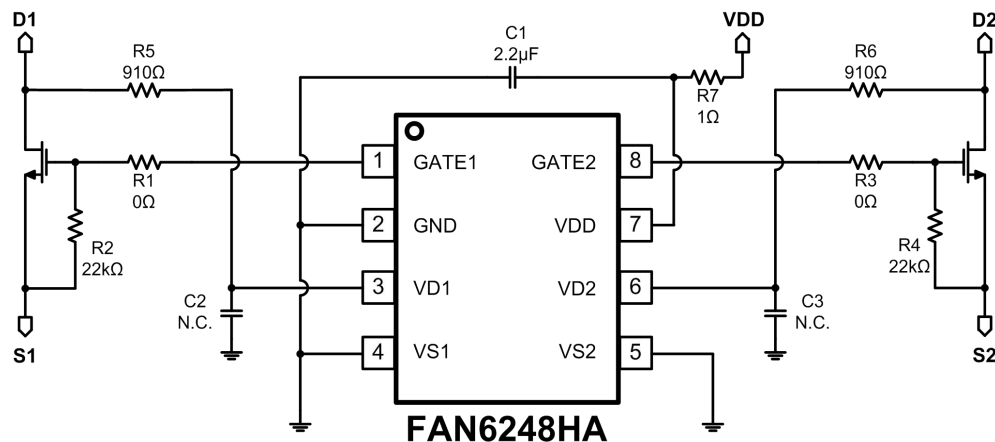 D1
VDD
D2
C1
2.2μF
R5
910Ω
R6
910Ω
R7
1Ω
1 GATE1 GATE2 8
R1
0Ω
R3
0Ω
2 GND VDD 7
R2
22kΩ
R4
22kΩ
3 VD1 VD2 6
C2
N.C.
C3
N.C.
4 VS1 VS2 5
S1
S2
FAN6248HA